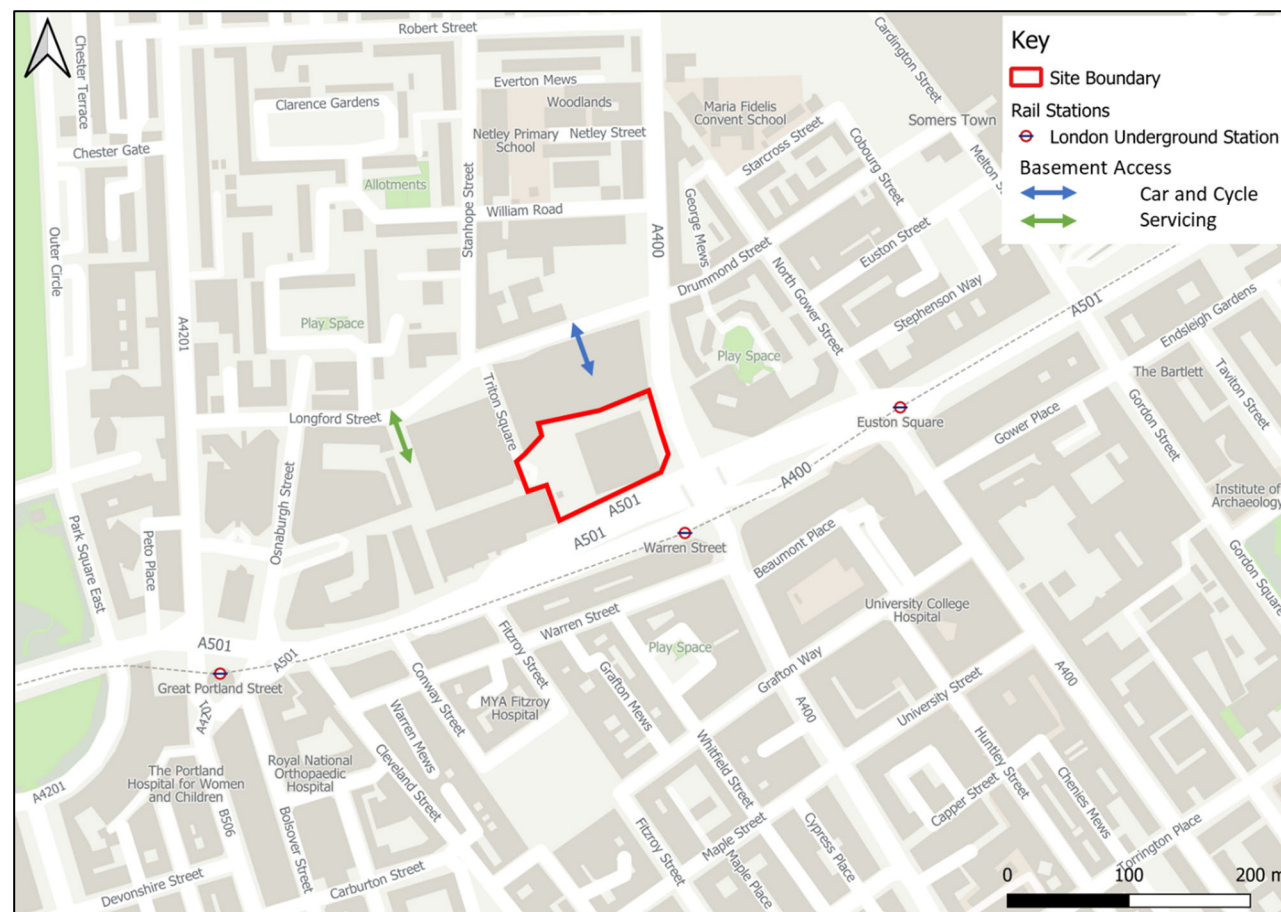 Robert Street
Cardington Street
Key
Site Boundary
Rail Stations
London Underground Station
Basement Access
Car and Cycle
Servicing
Chester Terrace
Everton Mews
Clarence Gardens
Woodlands
Maria Fidelis
Convent School
Somers Town
Netley Primary
School
Netley Street
Starcross Street
Cobourg Street
Chester Gate
Melton
Stanhope Street
Allotments
William Road
George Mews
A400
Outer Circle
Euston Street
Drummond Street
North Gower Street
Stephenson Way
A501
Endsleigh Gardens
A4201
Play Space
Play Space
Taviton Street
The Bartlett
Triton Square
Longford Street
Euston Square
Gower Place
Gordon Street
Osnaburgh Street
A501
A400
Institute of
Archaeology
Park Square East
Peto Place
A501
Warren Street
Beaumont Place
Gordon Square
University College
Hospital
Warren Street
A501
A501
Fitzroy Street
Play Space
Great Portland Street
Conway Street
Grafton Mews
Grafton Way
University Street
A400
MYA Fitzroy
Hospital
A400
Warren Mews
Royal National
Orthopaedic
Hospital
The Portland
Hospital for Women
and Children
Cleveland Street
Whitfield Street
Huntley Street
A4201
B506
Bolsover Street
Capper Street
Chenies Mews
Fitzroy Street
Maple Street
Maple Place
Cypress Place
Torrington Place
Devonshire Street
Carburton Street
0 100 200 m